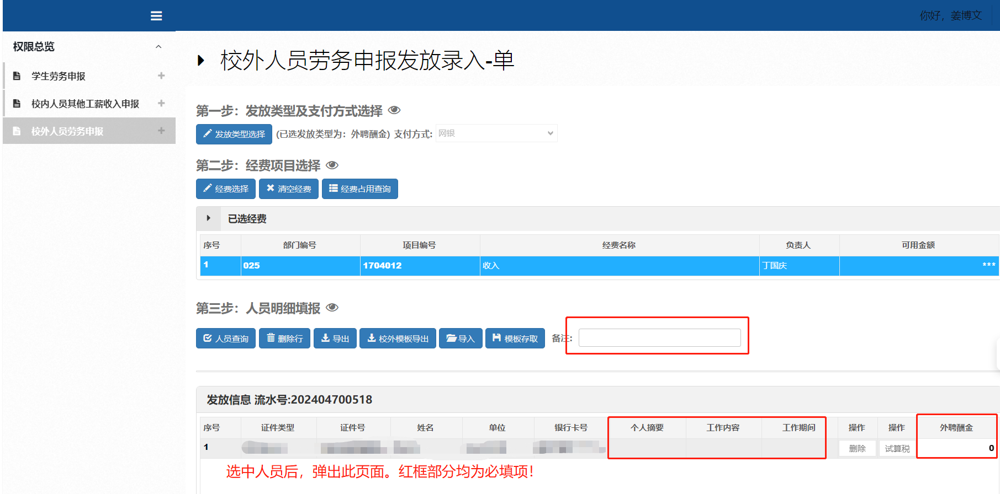 你好，姜博文
权限总览
学生劳务申报
校内人员其他工薪收入申报
校外人员劳务申报
校外人员劳务申报发放录入-单
第一步：发放类型及支付方式选择
发放类型选择 (已选发放类型为：外聘酬金) 支付方式: 网银
第二步：经费项目选择
经费选择 清空经费 经费占用查询
已选经费
序号 部门编号 项目编号 经费名称 负责人 可用金额
1 025 1704012 收入 丁国庆 ***
第三步：人员明细填报
人员查询 删除行 导出 校外模板导出 导入 模板存取 备注:
发放信息 流水号:202404700518
序号 证件类型 证件号 姓名 单位 银行卡号 个人摘要 工作内容 工作期间 操作 操作 外聘酬金
1 删除 试算税 0
选中人员后，弹出此页面。红框部分均为必填项！